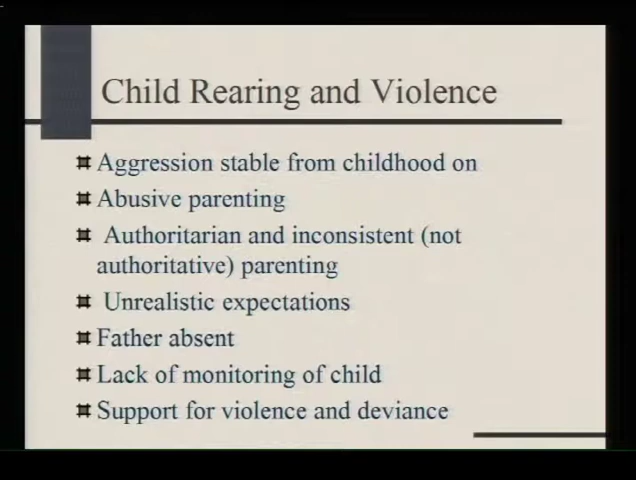 Child Rearing and Violence
Aggression stable from childhood on
Abusive parenting
Authoritarian and inconsistent (not
authoritative) parenting
Unrealistic expectations
Father absent
Lack of monitoring of child
Support for violence and deviance